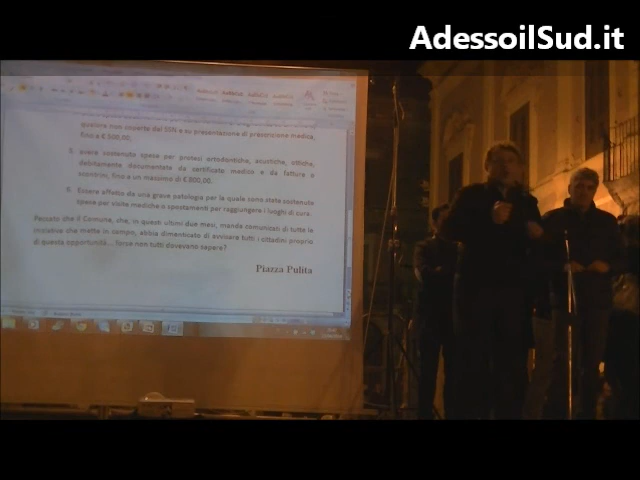 AdessoilSud.it
qualora non coperte dal SSN e su presentazione di prescrizione medica,
fino a € 500,00;
avere sostenuto spese per protesi ortodontiche, acustiche, ottiche,
debitamente documentate da certificato medico e da fatture o
scontrini, fino a un massimo di € 800,00.
Essere affetto da una grave patologia per la quale sono state sostenute
spese per visite mediche o spostamenti per raggiungere i luoghi di cura.
Peccato che il Comune, che, in questi ultimi due mesi, manda comunicati di tutte le
iniziative che mette in campo, abbia dimenticato di avvisare tutti i cittadini proprio
di questa opportunità... forse non tutti dovevano sapere?
Piazza Pulita